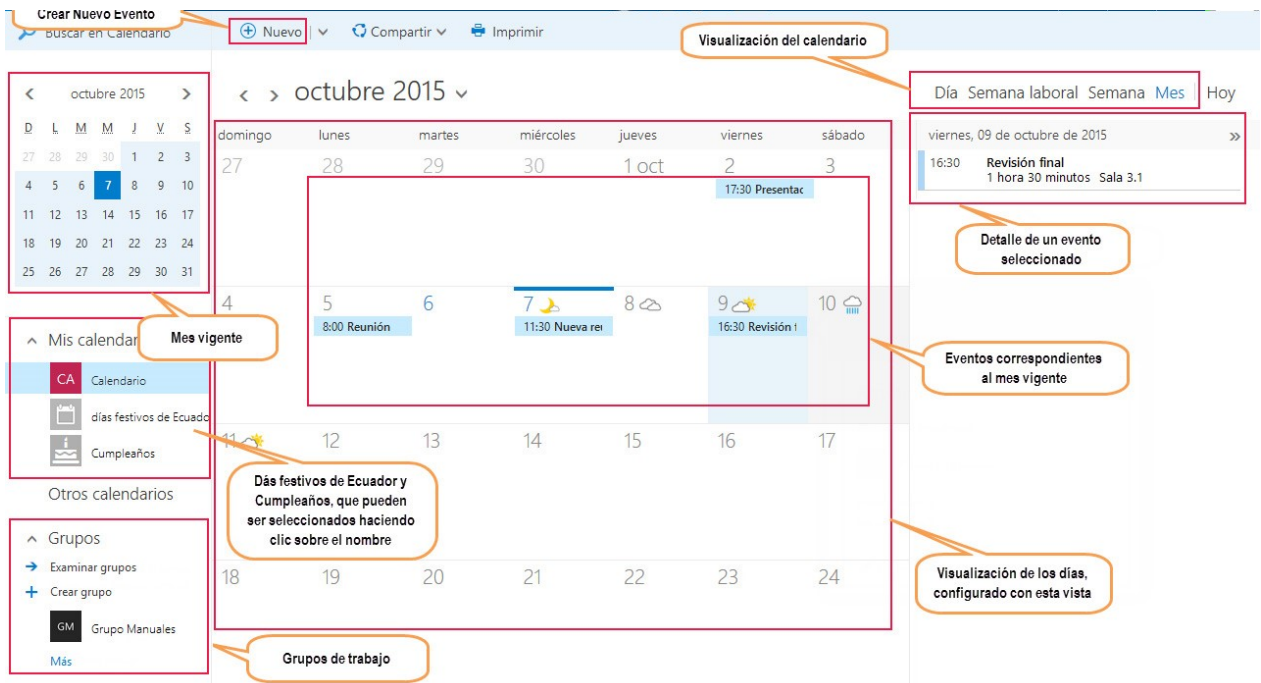 Crear Nuevo Evento
Buscar en Calendario
Nuevo
Compartir
Imprimir
Visualización del calendario
octubre 2015
D L M M J V S
27 28 29 30 1 2 3
4 5 6 7 8 9 10
11 12 13 14 15 16 17
18 19 20 21 22 23 24
25 26 27 28 29 30 31
Mes vigente
Mis calendar
CA Calendario
días festivos de Ecuado
Cumpleaños
Otros calendarios
Grupos
Examinar grupos
Crear grupo
GM Grupo Manuales
Más
Grupos de trabajo
octubre 2015
domingo lunes martes miércoles jueves viernes sábado
27 28 29 30 1 oct 2 3
17:30 Presentac
4 5 6 7 8 9 10
8:00 Reunión 11:30 Nueva reu 16:30 Revisión f
11 12 13 14 15 16 17
Dás festivos de Ecuador y
Cumpleaños, que pueden
ser seleccionados haciendo
clic sobre el nombre
18 19 20 21 22 23 24
Día Semana laboral Semana Mes Hoy
viernes, 09 de octubre de 2015
16:30 Revisión final
1 hora 30 minutos Sala 3.1
Detalle de un evento
seleccionado
Eventos correspondientes
al mes vigente
Visualización de los días,
configurado con esta vista